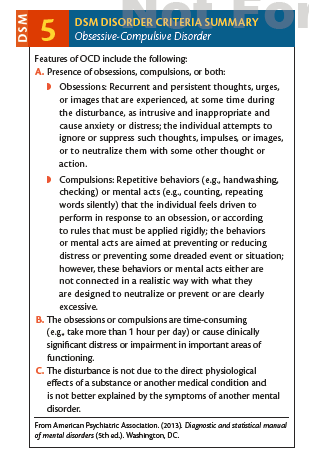 Not For
DSM
5
DSM DISORDER CRITERIA SUMMARY
Obsessive-Compulsive Disorder
Features of OCD include the following:
A. Presence of obsessions, compulsions, or both:
Obsessions: Recurrent and persistent thoughts, urges,
or images that are experienced, at some time during
the disturbance, as intrusive and inappropriate and
cause anxiety or distress; the individual attempts to
ignore or suppress such thoughts, impulses, or images,
or to neutralize them with some other thought or
action.
Compulsions: Repetitive behaviors (e.g., handwashing,
checking) or mental acts (e.g., counting, repeating
words silently) that the individual feels driven to
perform in response to an obsession, or according
to rules that must be applied rigidly; the behaviors
or mental acts are aimed at preventing or reducing
distress or preventing some dreaded event or situation;
however, these behaviors or mental acts either are
not connected in a realistic way with what they
are designed to neutralize or prevent or are clearly
excessive.
B. The obsessions or compulsions are time-consuming
(e.g., take more than 1 hour per day) or cause clinically
significant distress or impairment in important areas of
functioning.
C. The disturbance is not due to the direct physiological
effects of a substance or another medical condition and
is not better explained by the symptoms of another mental
disorder.
From American Psychiatric Association. (2013). Diagnostic and statistical manual
of mental disorders (5th ed.). Washington, DC.